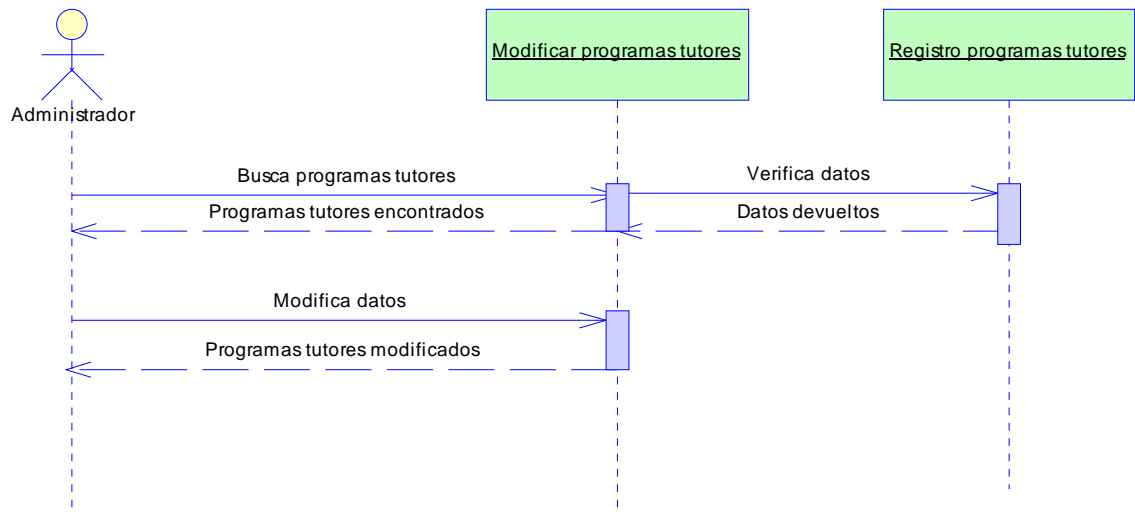 Modificar programas tutores
Registro programas tutores
Administrador
Busca programas tutores
Verifica datos
Programas tutores encontrados
Datos devueltos
Modifica datos
Programas tutores modificados